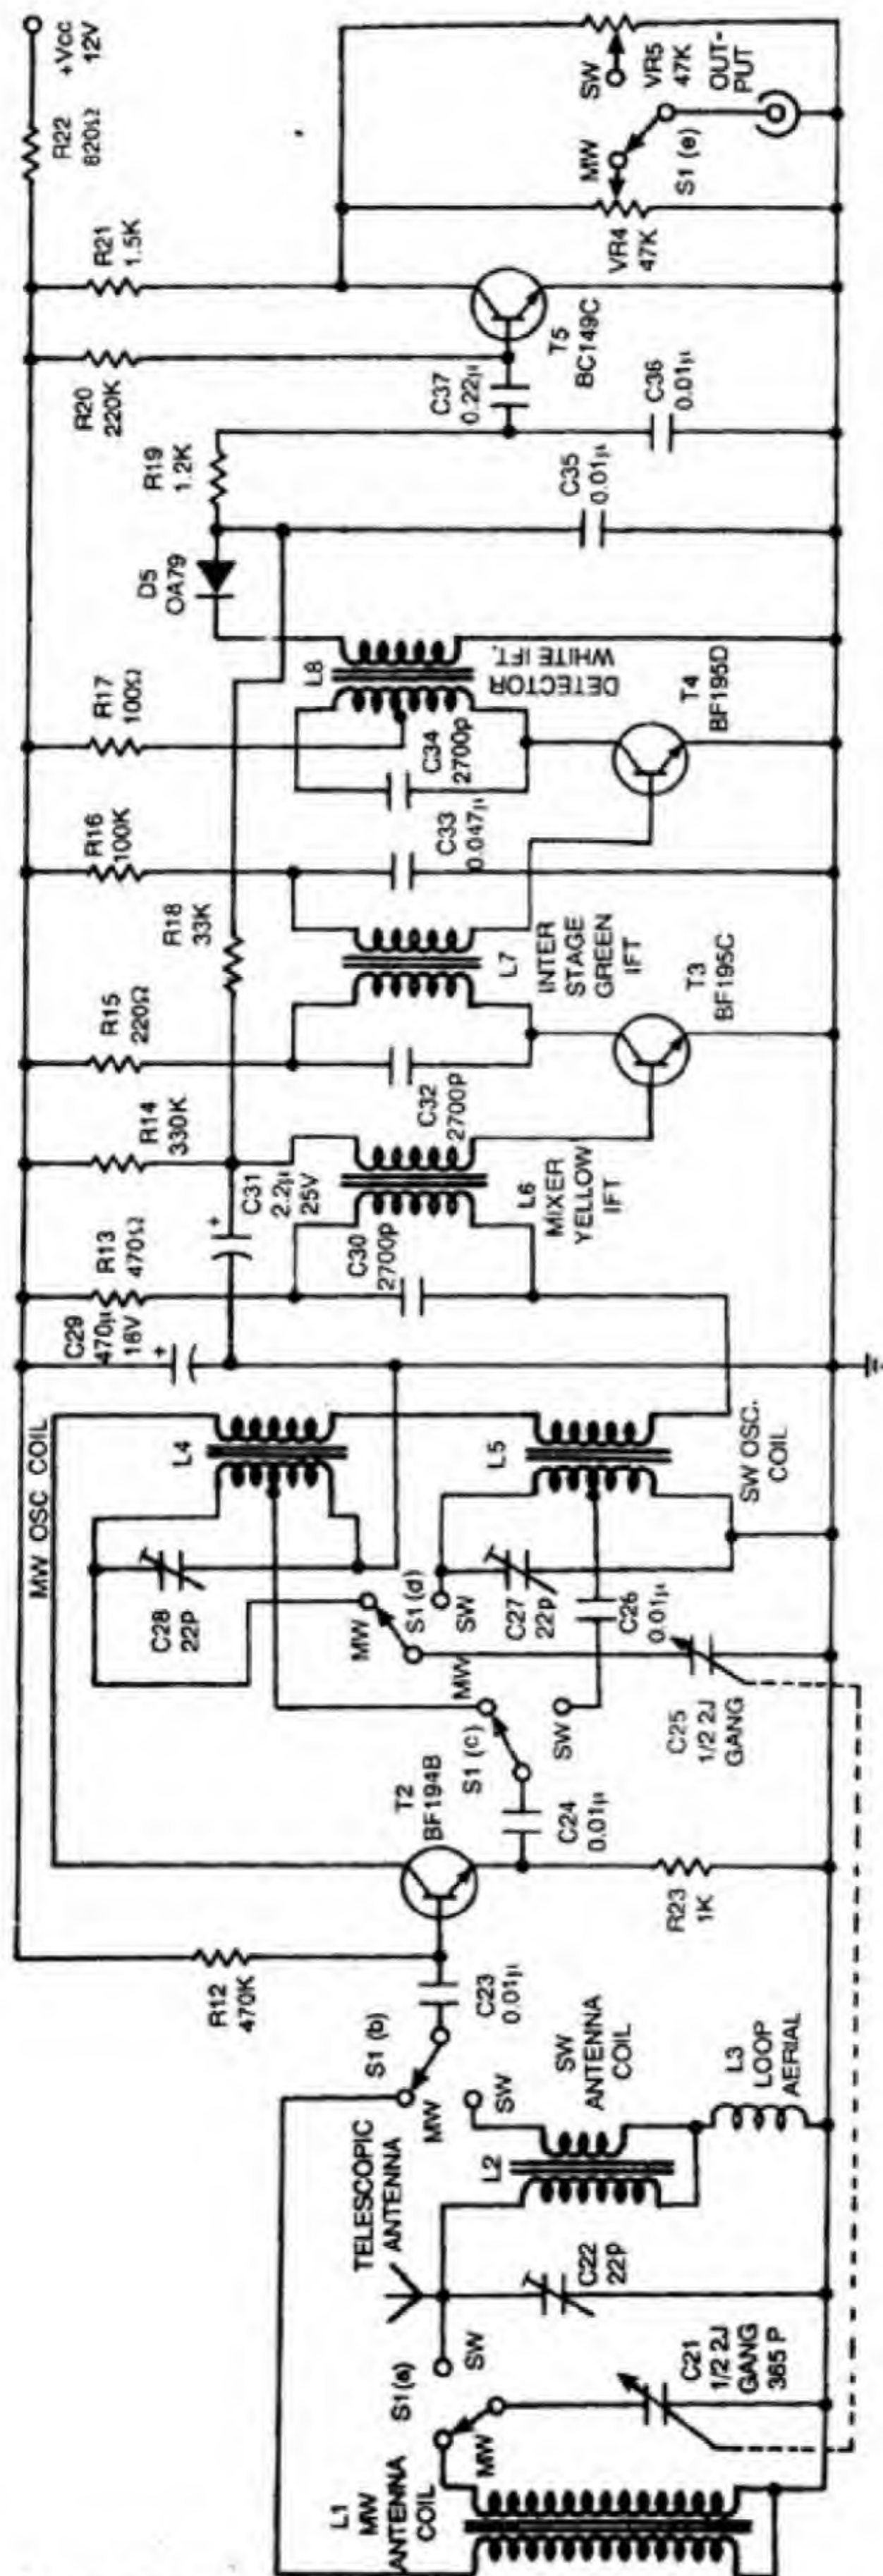 L1
MW
ANTENNA
COIL
MW
S1(a)
SW
C21
1/2 2J
GANG
365 P
TELESCOPIC
ANTENNA
C22
22P
L2
SW
ANTENNA
COIL
L3
LOOP
AERIAL
MW
S1 (b)
SW
C23
0.01µ
R12
470K
T2
BF194B
R23
1K
C24
0.01µ
S1 (c)
MW
SW
C25
1/2 2J
GANG
MW OSC COIL
C28
22P
L4
MW
S1 (d)
SW
C27
22P
C26
0.01µ
L5
SW OSC.
COIL
C29
470µ
16V
+
R13
470Ω
C30
2700P
C31
2.2µ
25V
+
R14
330K
L6
MIXER
YELLOW
IFT
C32
2700P
R15
220Ω
R18
33K
T3
BF195C
L7
INTER
STAGE
GREEN
IFT
R16
100K
C33
0.047µ
R17
100Ω
C34
2700P
L8
DETECTOR
WHITE IFT.
T4
BF195D
D5
OA79
R19
1.2K
C35
0.01µ
C36
0.01µ
C37
0.22µ
R20
220K
R21
1.5K
T5
BC149C
VR4
47K
MW
SW
S1 (e)
VR5
47K
OUT-
PUT
R22
820Ω
+Vcc
12V